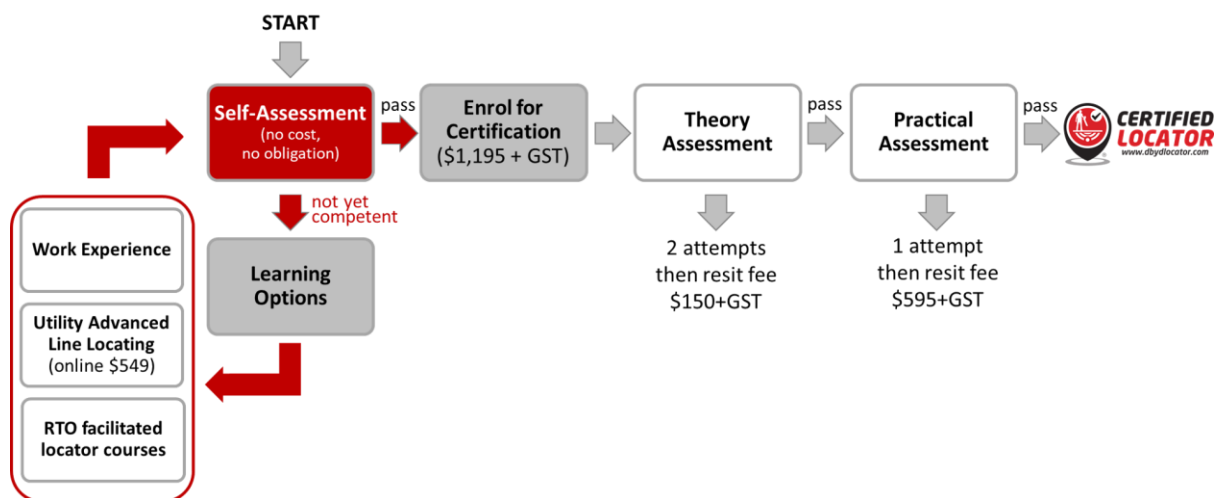 START
Self-Assessment
(no cost,
no obligation)
pass
Enrol for
Certification
($1,195 + GST)
Theory
Assessment
pass
Practical
Assessment
pass
CERTIFIED
LOCATOR
www.dbydlocator.com
not yet
competent
Learning
Options
2 attempts
then resit fee
$150+GST
1 attempt
then resit fee
$595+GST
Work Experience
Utility Advanced
Line Locating
(online $549)
RTO facilitated
locator courses